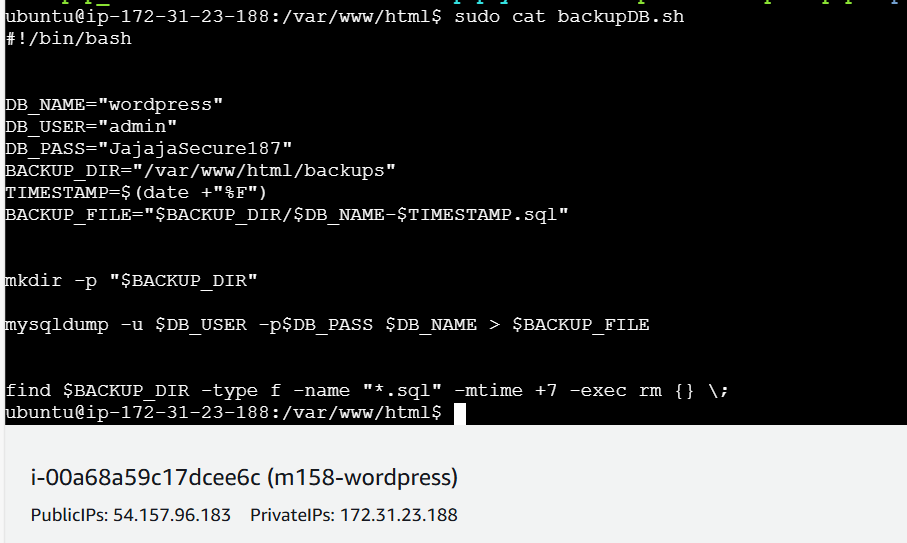 ubuntu@ip-172-31-23-188:/var/www/html$ sudo cat backupDB.sh
#!/bin/bash
DB_NAME="wordpress"
DB_USER="admin"
DB_PASS="JajajaSecure187"
BACKUP_DIR="/var/www/html/backups"
TIMESTAMP=$(date +"%F")
BACKUP_FILE="$BACKUP_DIR/$DB_NAME-$TIMESTAMP.sql"
mkdir -p "$BACKUP_DIR"
mysqldump -u $DB_USER -p$DB_PASS $DB_NAME > $BACKUP_FILE
find $BACKUP_DIR -type f -name "*.sql" -mtime +7 -exec rm {} \;
ubuntu@ip-172-31-23-188:/var/www/html$
i-00a68a59c17dcee6c (m158-wordpress)
PublicIPs: 54.157.96.183 PrivateIPs: 172.31.23.188